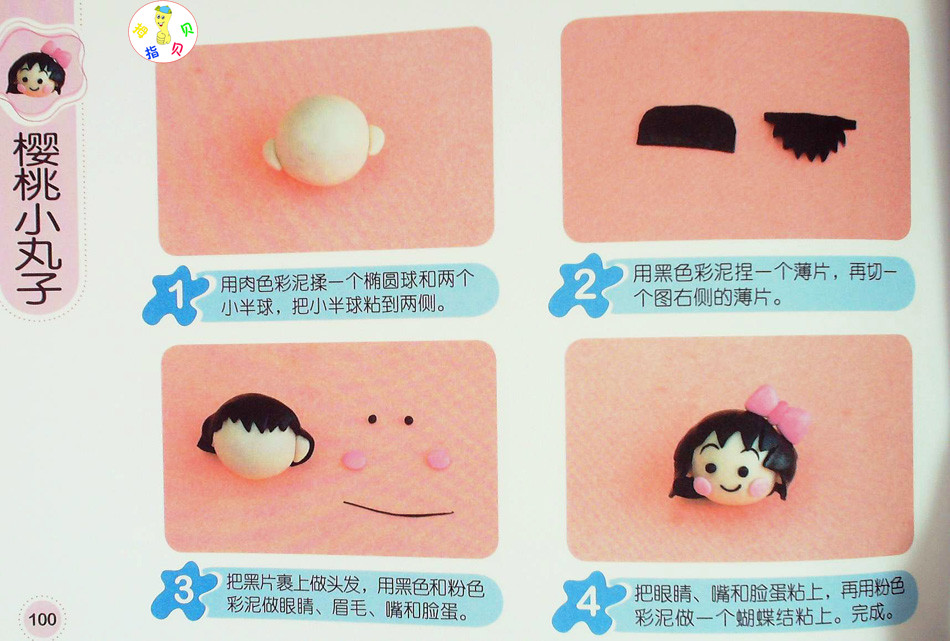 指
贝
贝
樱桃小丸子
1
用肉色彩泥揉一个椭圆球和两个
小半球，把小半球粘到两侧。
2
用黑色彩泥捏一个薄片，再切一
个图右侧的薄片。
3
把黑片裹上做头发，用黑色和粉色
彩泥做眼睛、眉毛、嘴和脸蛋。
4
把眼睛、嘴和脸蛋粘上，再用粉色
彩泥做一个蝴蝶结粘上。完成。
100